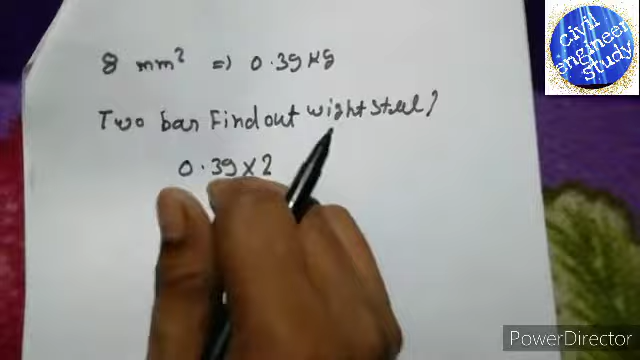 8 mm² => 0.39 kg
Two bar Find out wight steel?
0.39 x 2
civil
engineer
study
PowerDirector